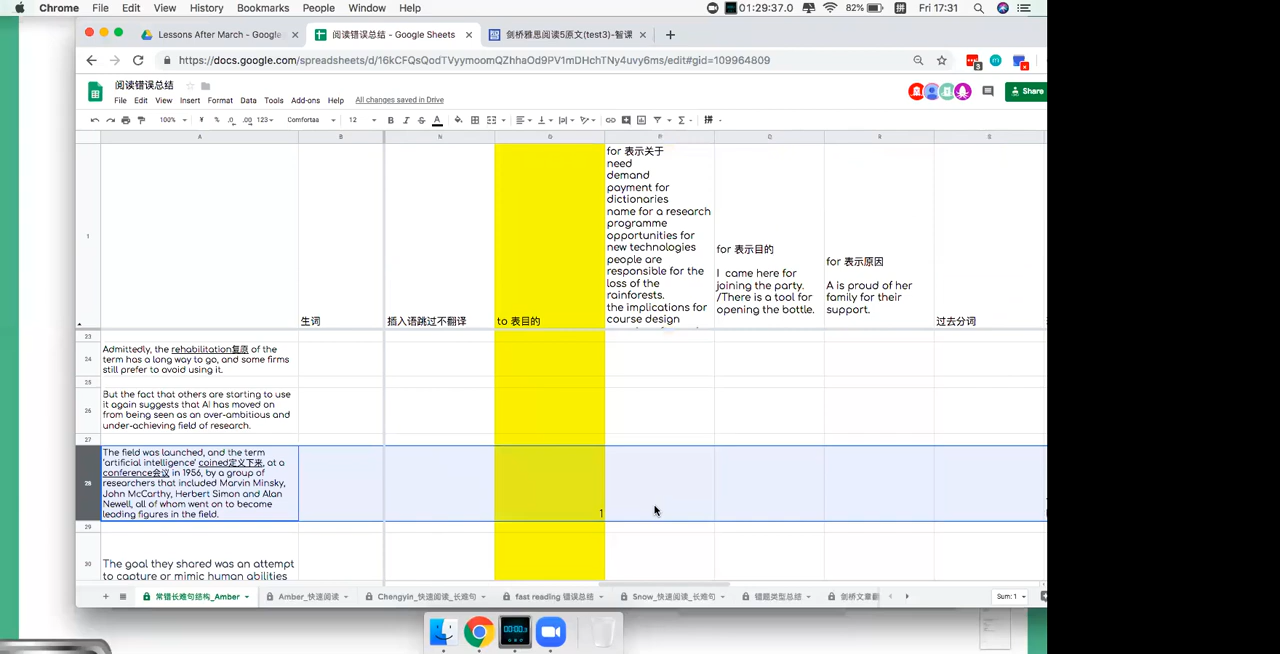 Chrome File Edit View History Bookmarks People Window Help 01:29:37.0 82% 拼 Fri 17:31
Lessons After March - Google
阅读错误总结 - Google Sheets
剑桥雅思阅读5原文(test3)-智课
https://docs.google.com/spreadsheets/d/16kCFQsQodTVyymoomQZhhaOd9PV1mDHchTNy4uvy6ms/edit#gid=109964809
阅读错误总结
File Edit View Insert Format Data Tools Add-ons Help All changes saved in Drive
Share
100% ¥ % .0 .00 123 Comfortaa 12 B I S A
A B N O P Q R S
1
生词
插入语跳过不翻译
to 表目的
for 表示关于
need
demand
payment for
dictionaries
name for a research
programme
opportunities for
new technologies
people are
responsible for the
loss of the
rainforests.
the implications for
course design
for 表示目的
I came here for
joining the party.
/There is a tool for
opening the bottle.
for 表示原因
A is proud of her
family for their
support.
过去分词
23
24
Admittedly, the rehabilitation复原 of the
term has a long way to go, and some firms
still prefer to avoid using it.
25
26
But the fact that others are starting to use
it again suggests that AI has moved on
from being seen as an over-ambitious and
under-achieving field of research.
27
28
The field was launched, and the term
'artificial intelligence' coined定义下来, at a
conference会议 in 1956, by a group of
researchers that included Marvin Minsky,
John McCarthy, Herbert Simon and Alan
Newell, all of whom went on to become
leading figures in the field.
1
29
30
The goal they shared was an attempt
to capture or mimic human abilities
常错长难句结构_Amber
Amber_快速阅读
Chengyin_快速阅读_长难句
fast reading 错误总结
Snow_快速阅读_长难句
错题类型总结
剑桥文章翻
Sum: 1